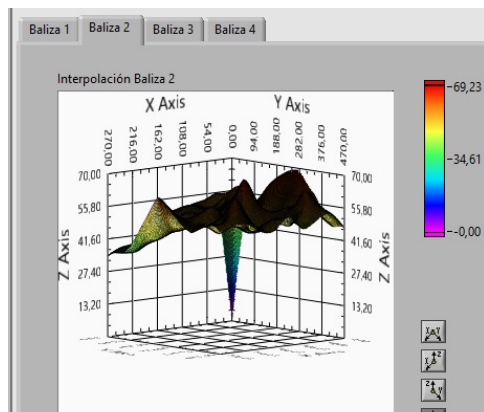 Baliza 1 Baliza 2 Baliza 3 Baliza 4
Interpolación Baliza 2
X Axis Y Axis
270,00 216,00 162,00 108,00 54,00 0,00 94,00 188,00 282,00 376,00 470,00
70,00 70,00
55,80 55,80
41,60 41,60
27,40 27,40
13,20 13,20
Z Axis Z Axis
69,23
34,61
-0,00